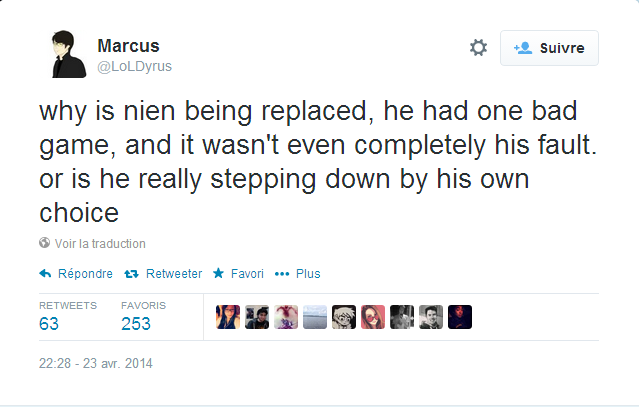 Marcus
@LoLDyrus
Suivre
why is nien being replaced, he had one bad
game, and it wasn't even completely his fault.
or is he really stepping down by his own
choice
Voir la traduction
Répondre Retweeter Favori Plus
RETWEETS FAVORIS
63 253
22:28 - 23 avr. 2014